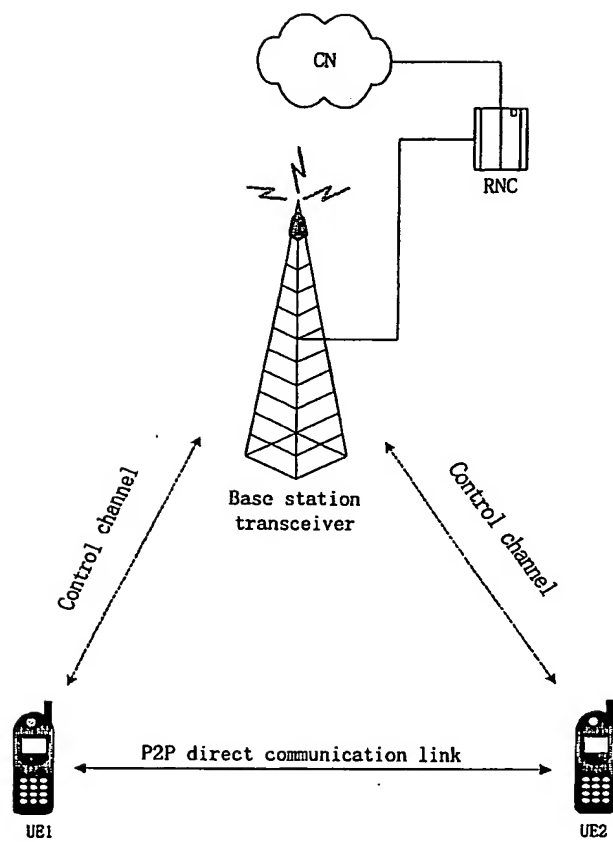 CN
RNC
Base station
transceiver
Control channel
Control channel
P2P direct communication link
UE1
UE2